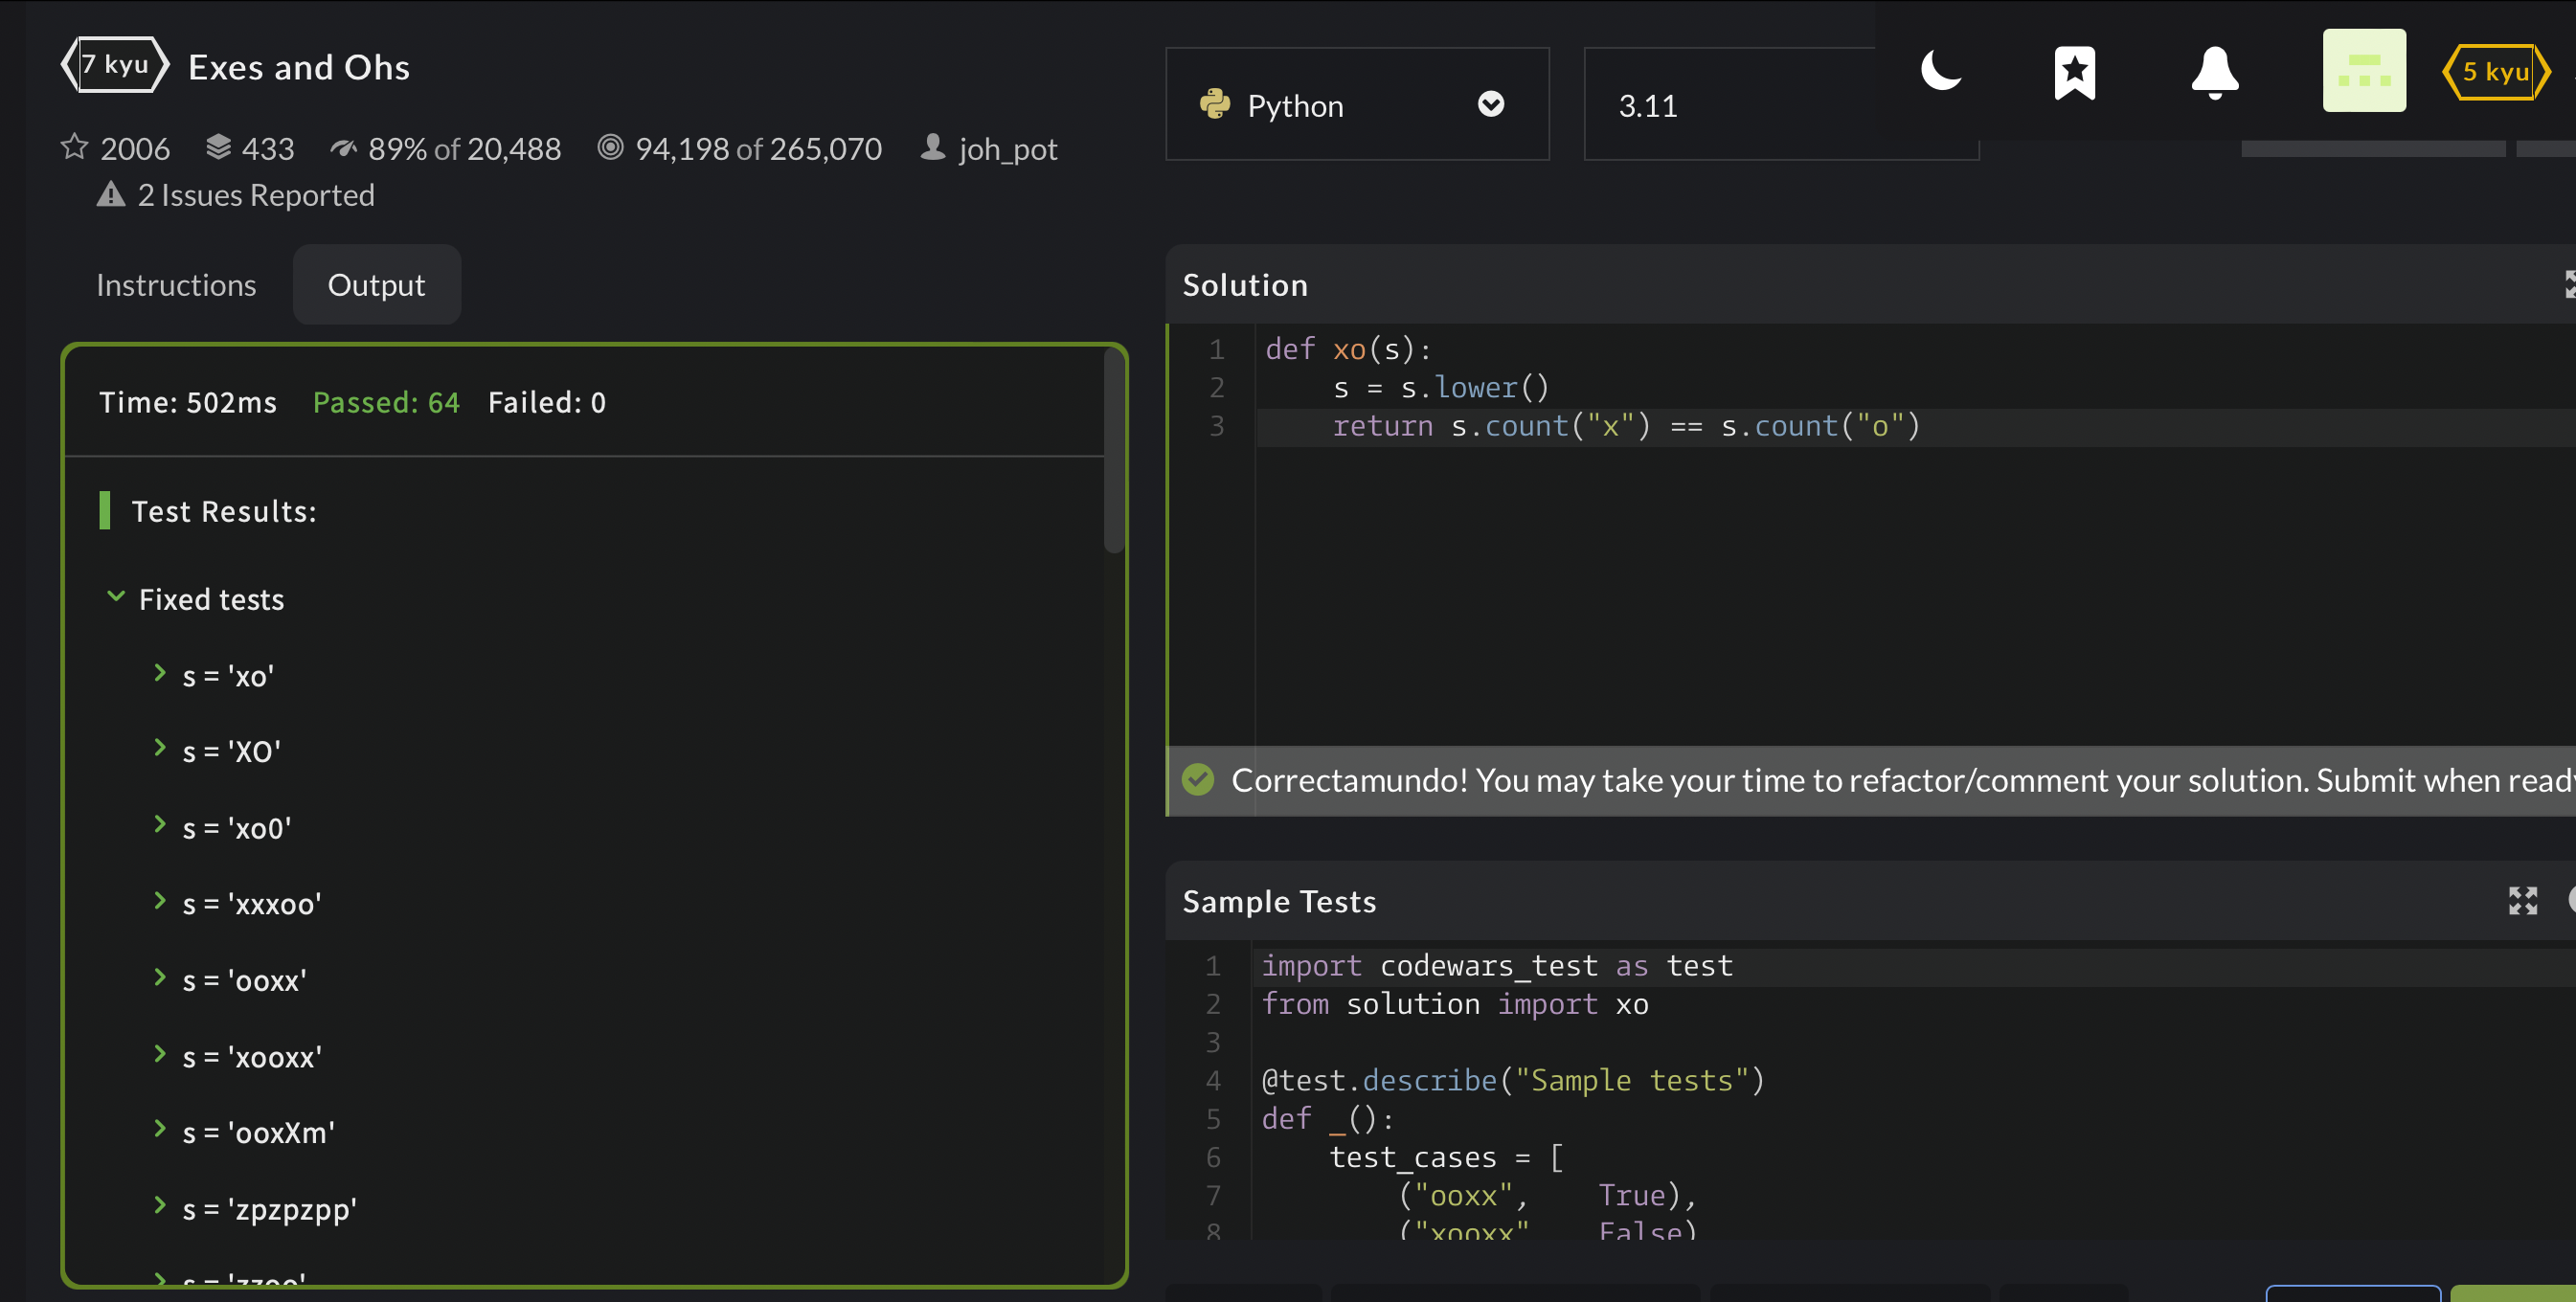 7 kyu Exes and Ohs
2006 433 89% of 20,488 94,198 of 265,070 joh_pot
2 Issues Reported
Python 3.11
5 kyu
Instructions Output
Time: 502ms Passed: 64 Failed: 0
Test Results:
Fixed tests
s = 'xo'
s = 'XO'
s = 'xo0'
s = 'xxxoo'
s = 'ooxx'
s = 'xooxx'
s = 'ooxXm'
s = 'zpzpzpp'
s = 'zzoo'
Solution
1 def xo(s):
2 s = s.lower()
3 return s.count("x") == s.count("o")
Correctamundo! You may take your time to refactor/comment your solution. Submit when ready
Sample Tests
1 import codewars_test as test
2 from solution import xo
3
4 @test.describe("Sample tests")
5 def _():
6 test_cases = [
7 ("ooxx", True),
8 ("xooxx" False)